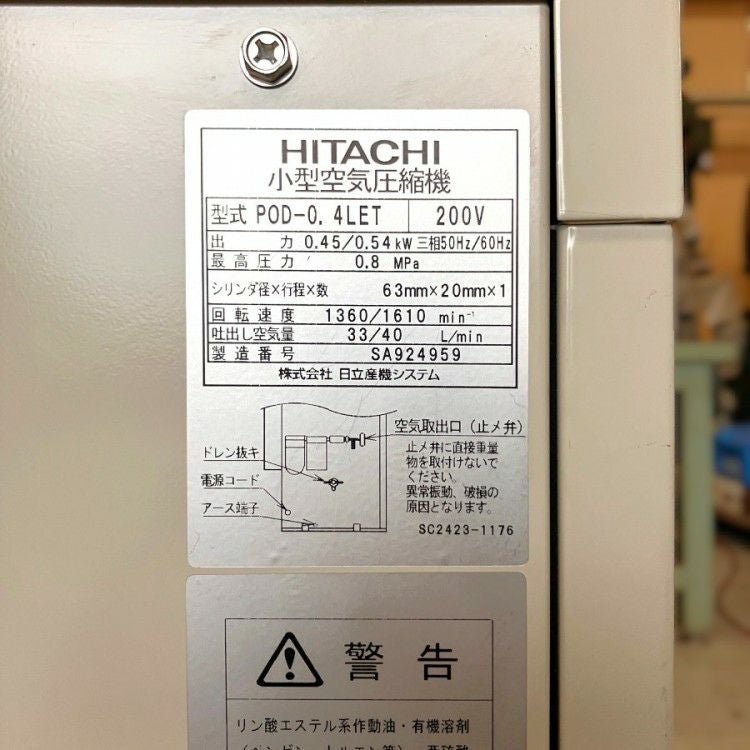 HITACHI
小型空気圧縮機
型式 POD-0.4LET 200V
出力 0.45/0.54kW 三相50Hz/60Hz
最高圧力 0.8 MPa
シリンダ径×行程×数 63mm×20mm×1
回転速度 1360/1610 min⁻¹
吐出し空気量 33/40 L/min
製造番号 SA924959
株式会社 日立産機システム
空気取出口(止メ弁)
ドレン抜キ
電源コード
アース端子
止メ弁に直接重量
物を取付けないで
ください。
異常振動、破損の
原因となります。
SC2423-1176
警告
リン酸エステル系作動油・有機溶剤